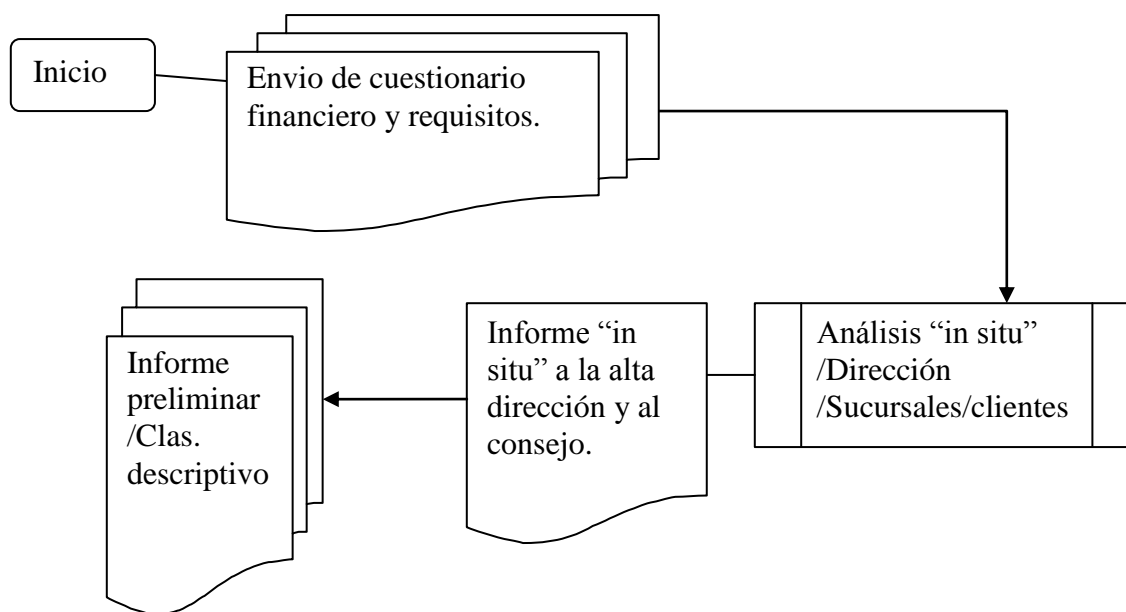 Inicio
Envio de cuestionario
financiero y requisitos.
Análisis “in situ”
/Dirección
/Sucursales/clientes
Informe “in
situ” a la alta
dirección y al
consejo.
Informe
preliminar
/Clas.
descriptivo